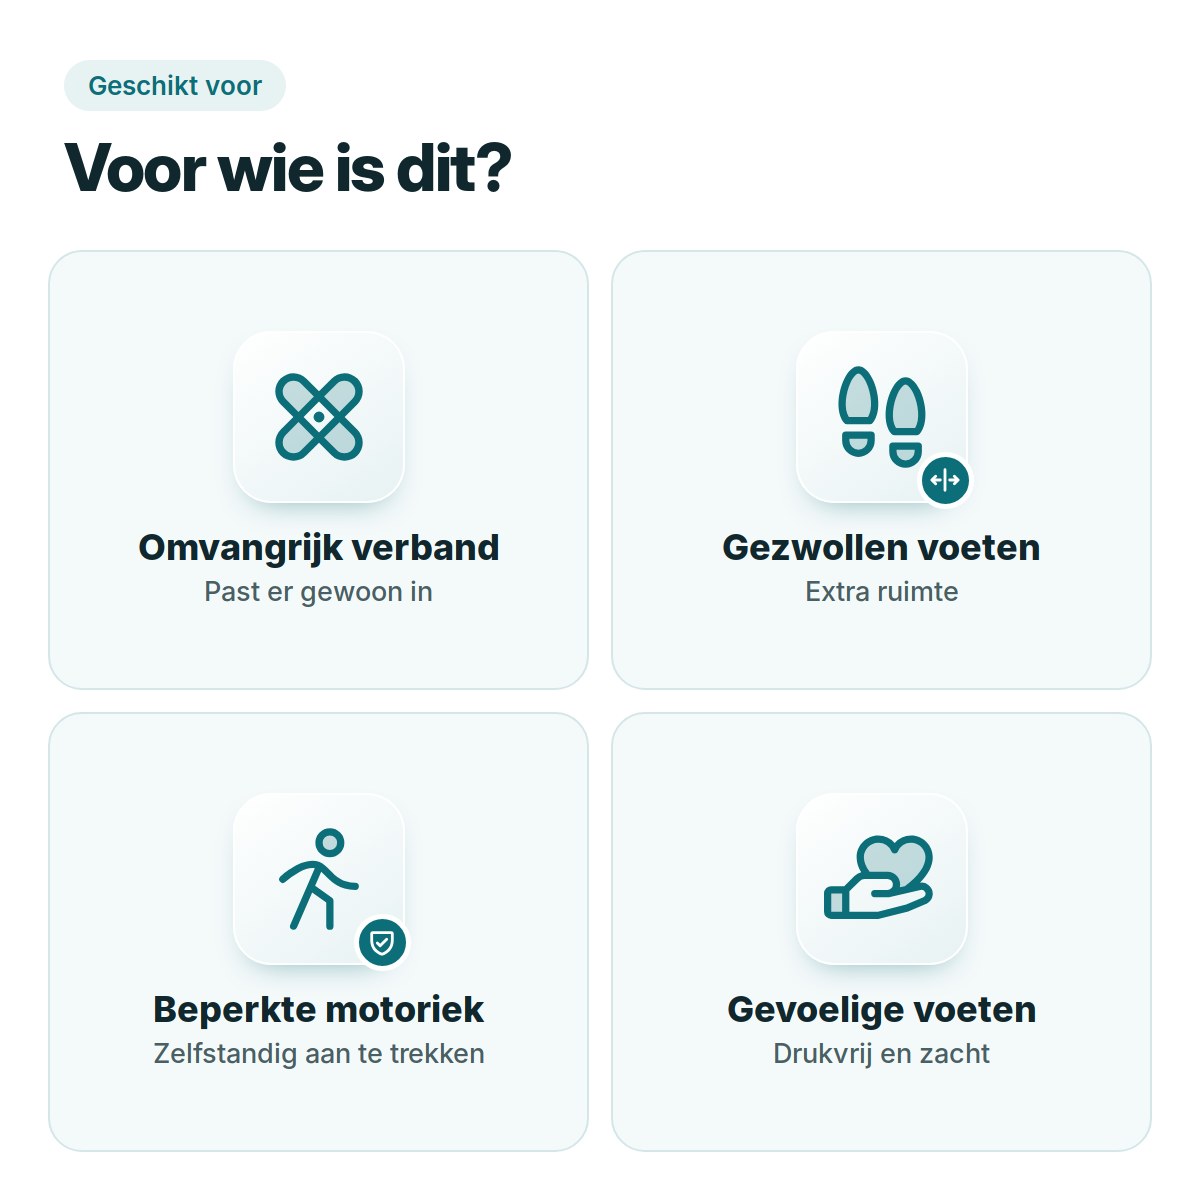 Geschikt voor
Voor wie is dit?
Omvangrijk verband
Past er gewoon in
Gezwollen voeten
Extra ruimte
Beperkte motoriek
Zelfstandig aan te trekken
Gevoelige voeten
Drukvrij en zacht